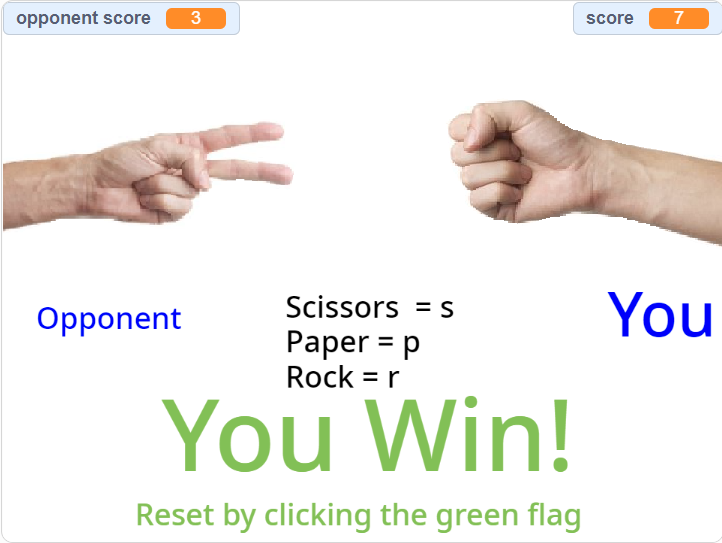 opponent score 3
score 7
Opponent
Scissors  = s
Paper = p
Rock = r
You
You Win!
Reset by clicking the green flag